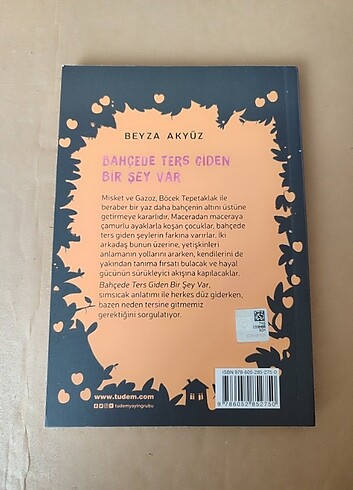 BEYZA AKYÜZ
BAHÇEDE TERS GİDEN
BİR ŞEY VAR
Misket ve Gazoz, Böcek Tepetaklak ile
beraber bir yaz daha bahçenin altını üstüne
getirmeye kararlıdır. Maceradan maceraya
çamurlu ayaklarla koşan çocuklar, bahçede
ters giden şeylerin farkına varırlar. İki
arkadaş bunun üzerine, yetişkinleri
anlamanın yollarını ararken, kendilerini de
yakından tanıma fırsatı bulacak ve hayal
gücünün sürükleyici akışına kapılacaklar.
Bahçede Ters Giden Bir Şey Var,
sımsıcak anlatımı ile herkes düz giderken,
bazen neden tersine gitmemiz
gerektiğini sorgulatıyor.
www.tudem.com
tudemyayingrubu
ISBN 978-605-285-275-0
9786052852750